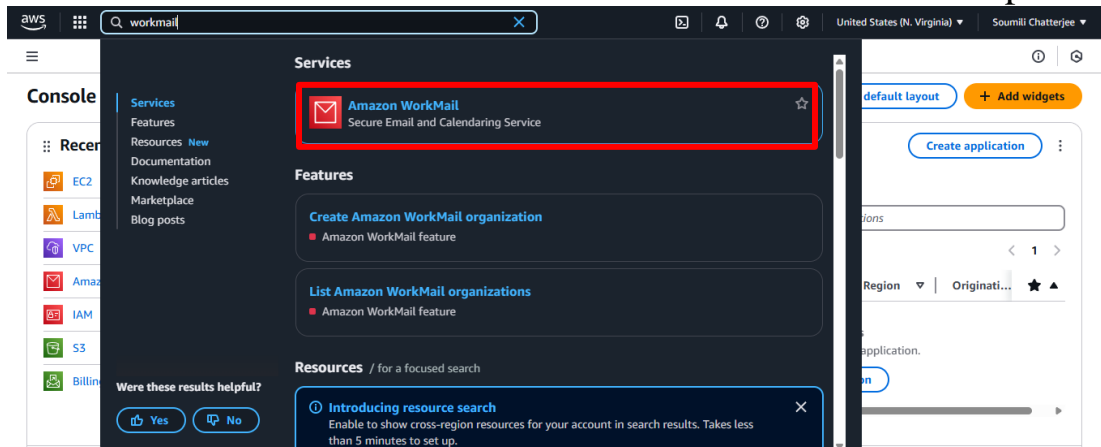 aws
workmail
United States (N. Virginia) ▼
Soumili Chatterjee ▼
Services
Console
default layout
+ Add widgets
Services
Features
Resources New
Documentation
Knowledge articles
Marketplace
Blog posts
Amazon WorkMail
Secure Email and Calendaring Service
Recen
Create application
EC2
Lamb
VPC
Amaz
IAM
S3
Billin
Features
Create Amazon WorkMail organization
Amazon WorkMail feature
List Amazon WorkMail organizations
Amazon WorkMail feature
1
Region
Originati...
application.
Resources / for a focused search
Were these results helpful?
Yes
No
Introducing resource search
Enable to show cross-region resources for your account in search results. Takes less
than 5 minutes to set up.